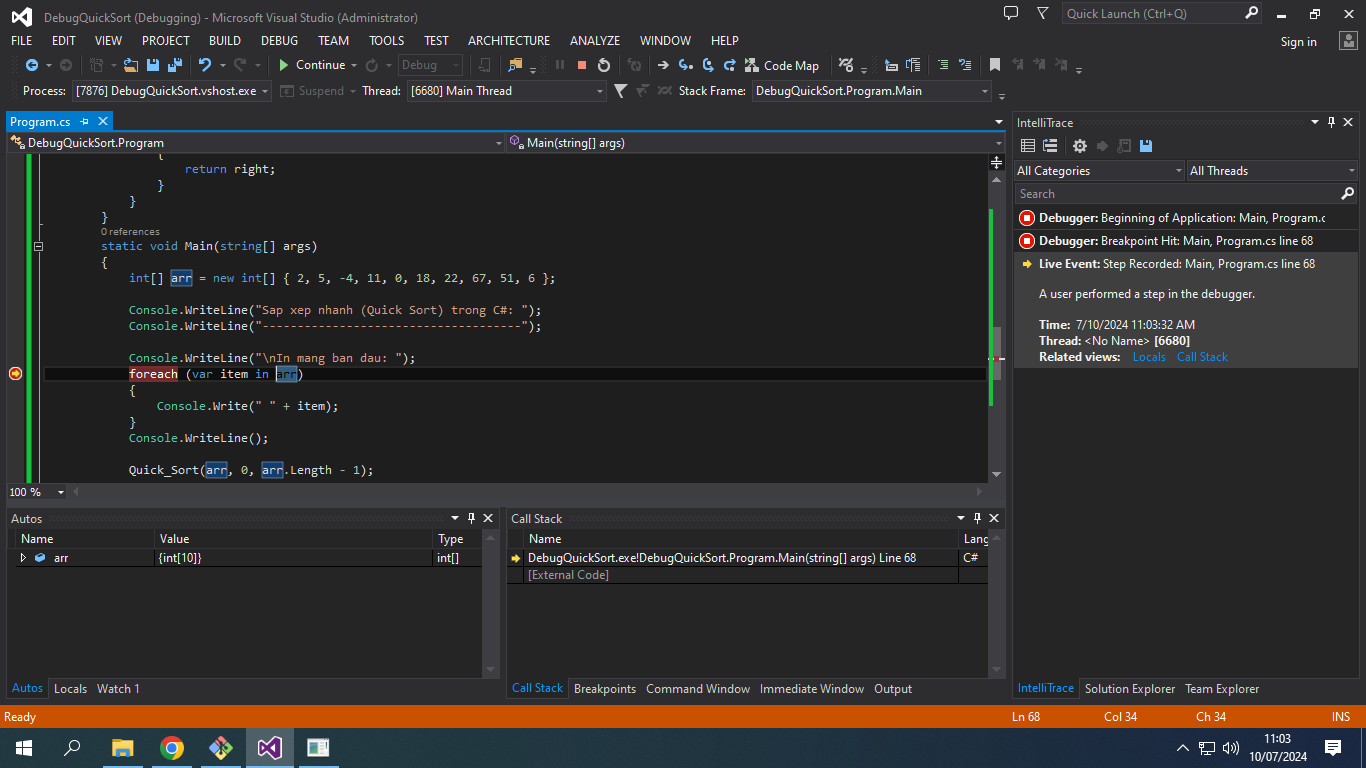 DebugQuickSort (Debugging) - Microsoft Visual Studio (Administrator)
Quick Launch (Ctrl+Q)
FILE EDIT VIEW PROJECT BUILD DEBUG TEAM TOOLS TEST ARCHITECTURE ANALYZE WINDOW HELP
Sign in
Continue Debug Code Map
Process: [7876] DebugQuickSort.vshost.exe Suspend Thread: [6680] Main Thread Stack Frame: DebugQuickSort.Program.Main
Program.cs
DebugQuickSort.Program Main(string[] args)
{
return right;
}
}
}
0 references
static void Main(string[] args)
{
int[] arr = new int[] { 2, 5, -4, 11, 0, 18, 22, 67, 51, 6 };
Console.WriteLine("Sap xep nhanh (Quick Sort) trong C#: ");
Console.WriteLine("-------------------------------------");
Console.WriteLine("\nIn mang ban dau: ");
foreach (var item in arr)
{
Console.Write(" " + item);
}
Console.WriteLine();
Quick_Sort(arr, 0, arr.Length - 1);
100 %
IntelliTrace
All Categories All Threads
Search
Debugger: Beginning of Application: Main, Program.c
Debugger: Breakpoint Hit: Main, Program.cs line 68
Live Event: Step Recorded: Main, Program.cs line 68
A user performed a step in the debugger.
Time: 7/10/2024 11:03:32 AM
Thread: <No Name> [6680]
Related views: Locals Call Stack
Autos
Name Value Type
arr {int[10]} int[]
Autos Locals Watch 1
Call Stack
Name Lang
DebugQuickSort.exe!DebugQuickSort.Program.Main(string[] args) Line 68 C#
[External Code]
Call Stack Breakpoints Command Window Immediate Window Output
IntelliTrace Solution Explorer Team Explorer
Ready Ln 68 Col 34 Ch 34 INS
11:03
10/07/2024